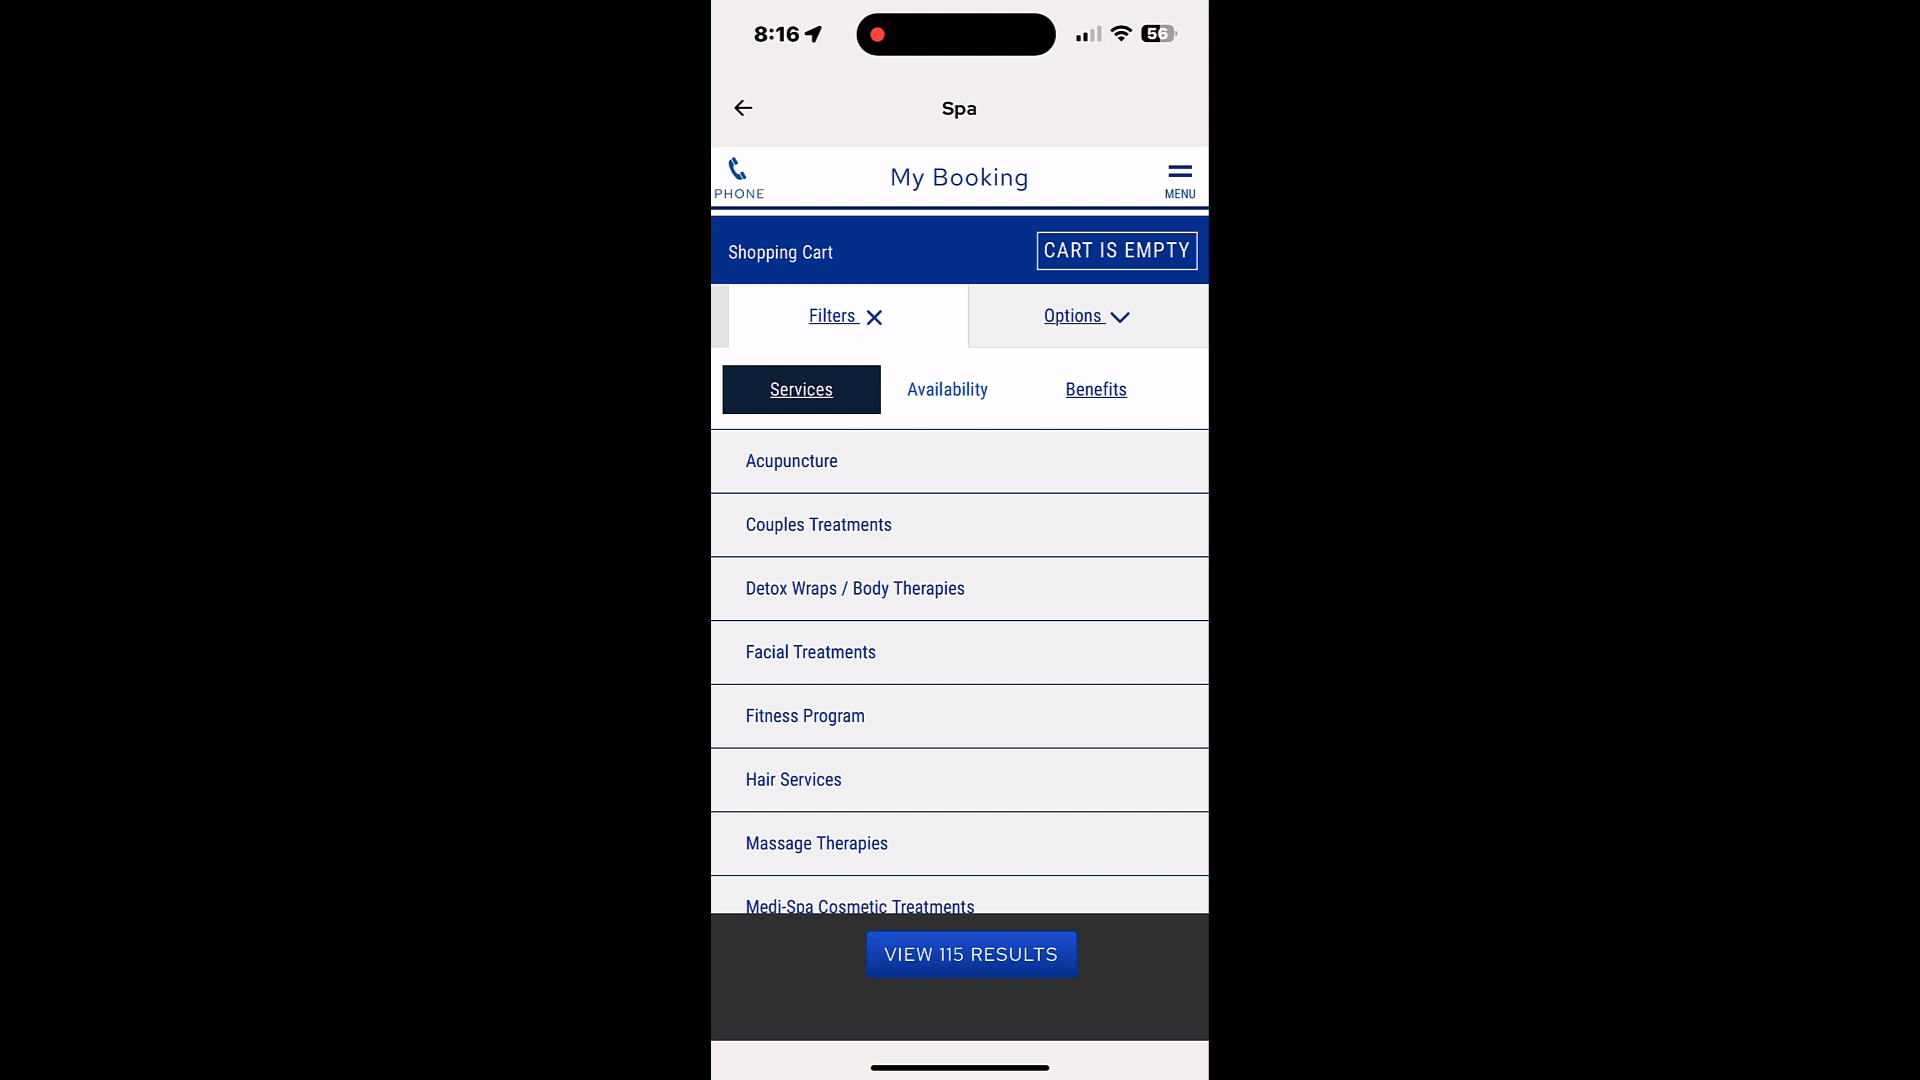 8:16
56
Spa
PHONE
My Booking
MENU
Shopping Cart
CART IS EMPTY
Filters
Options
Services
Availability
Benefits
Acupuncture
Couples Treatments
Detox Wraps / Body Therapies
Facial Treatments
Fitness Program
Hair Services
Massage Therapies
Medi-Spa Cosmetic Treatments
VIEW 115 RESULTS